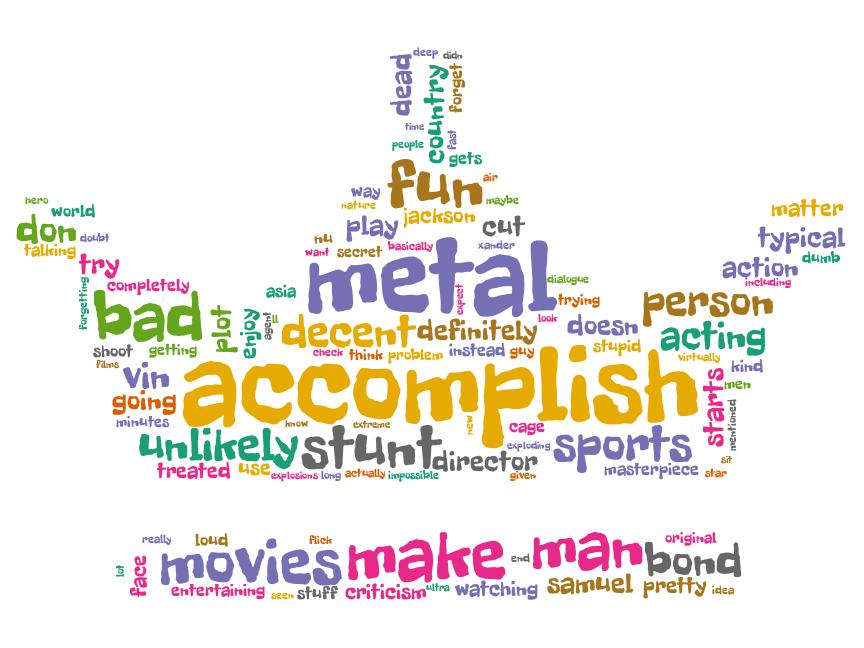 deep
didn
dead
country
forget
time
fast
people
gets
fun
air
way
nature
maybe
hero
world
don
doubt
talking
play
jackson
cut
matter
typical
dumb
action
including
nu
want
secret
basically
xander
metal
try
completely
forgetting
asia
expect
dialogue
trying
look
bad
plot
enjoy
agent
ll
decent
definitely
doesn
person
acting
shoot
getting
check
think
problem
instead
guy
stupid
virtually
films
vin
accomplish
kind
men
starts
mentioned
going
minutes
know
extreme
new
cage
unlikely
stunt
director
exploding
sports
sit
treated
use
explosions
long
actually
impossible
given
masterpiece
star
really
loud
flick
original
lot
face
movies
make
end
man
bond
entertaining
seen
stuff
criticism
ultra
watching
samuel
pretty
idea